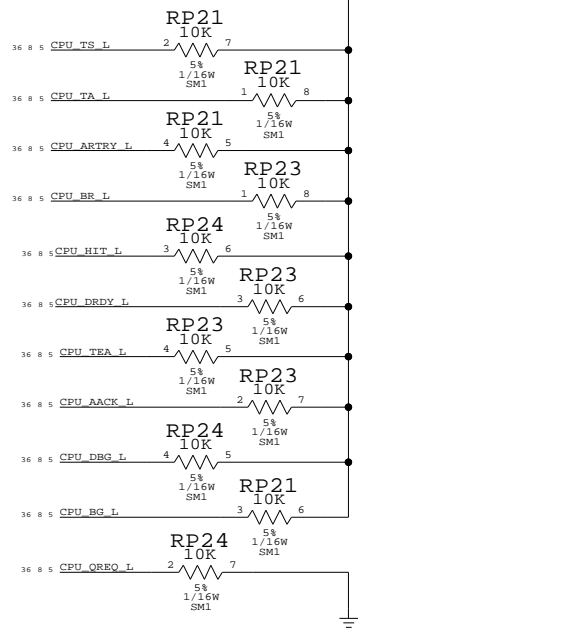 RP21
10K
36 8 5 CPU_TS_L 2 7
5%
1/16W
SM1
RP21
10K
36 8 5 CPU_TA_L 1 8
5%
1/16W
SM1
RP21
10K
36 8 5 CPU_ARTRY_L 4 5
5%
1/16W
SM1
RP23
10K
36 8 5 CPU_BR_L 1 8
5%
1/16W
SM1
RP24
10K
36 8 5 CPU_HIT_L 3 6
5%
1/16W
SM1
RP23
10K
36 8 5 CPU_DRDY_L 3 6
5%
1/16W
SM1
RP23
10K
36 8 5 CPU_TEA_L 4 5
5%
1/16W
SM1
RP23
10K
36 8 5 CPU_AACK_L 2 7
5%
1/16W
SM1
RP24
10K
36 8 5 CPU_DBG_L 4 5
5%
1/16W
SM1
RP21
10K
36 8 5 CPU_BG_L 3 6
5%
1/16W
SM1
RP24
10K
36 8 5 CPU_QREQ_L 2 7
5%
1/16W
SM1